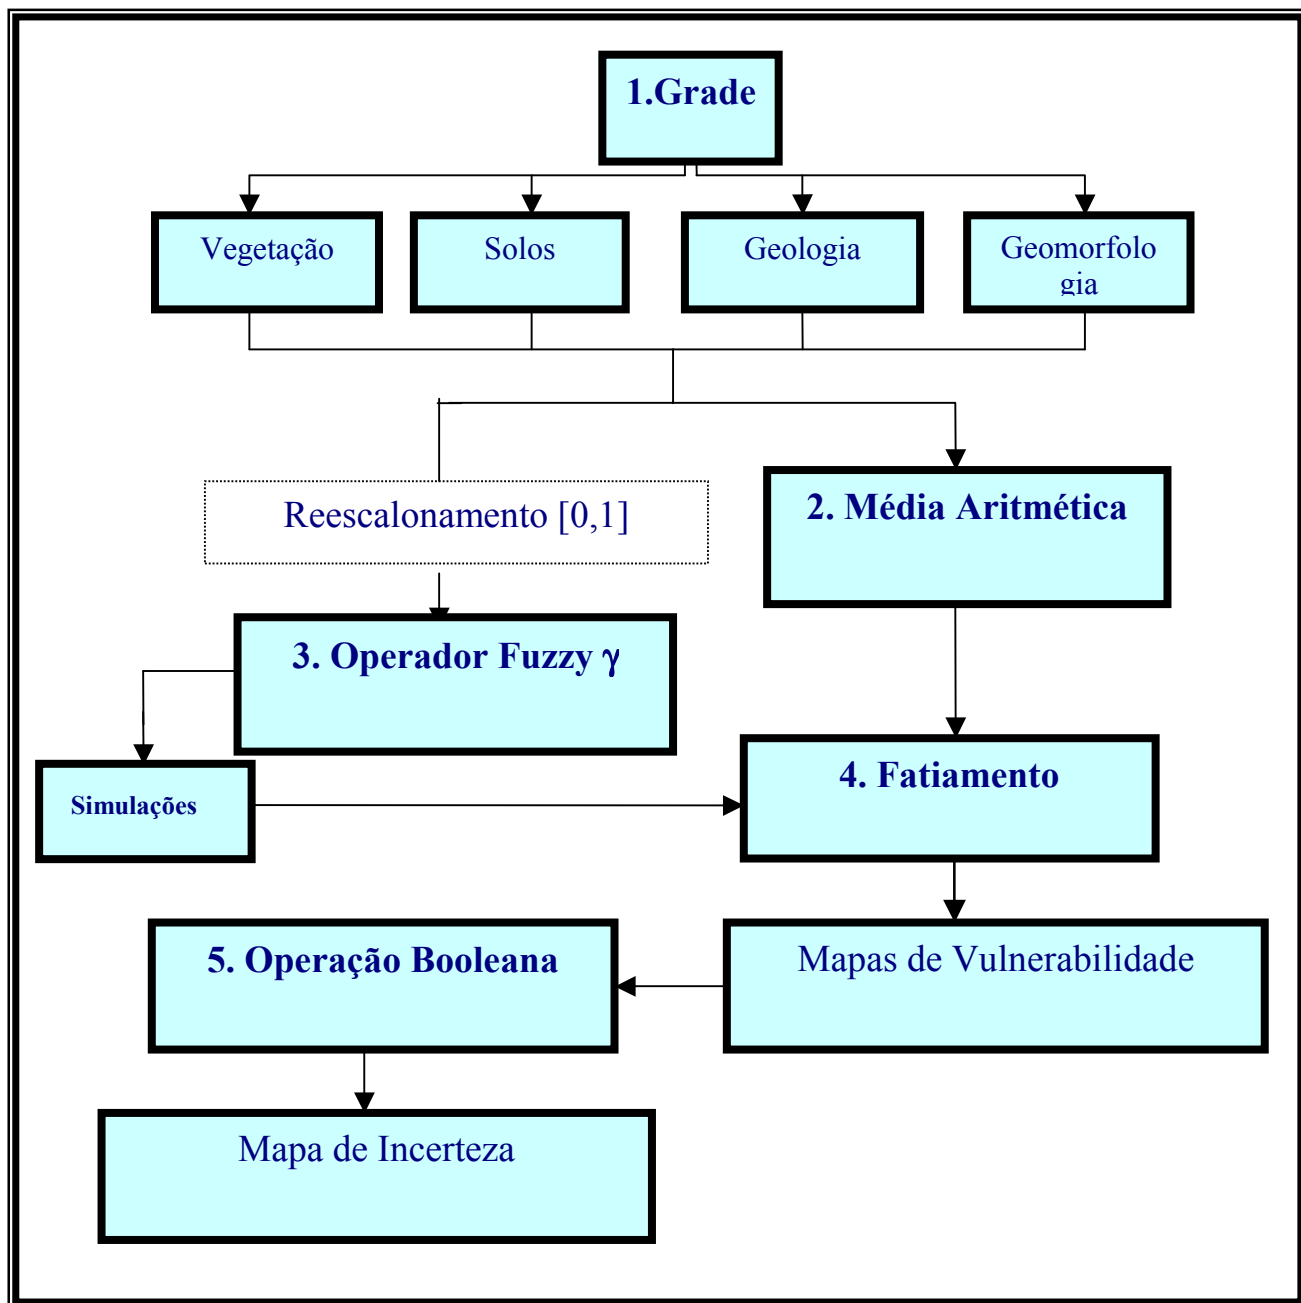 1.Grade
Vegetação
Solos
Geologia
Geomorfolo
gia
Reescalonamento [0,1]
2. Média Aritmética
3. Operador Fuzzy γ
Simulações
4. Fatiamento
5. Operação Booleana
Mapas de Vulnerabilidade
Mapa de Incerteza